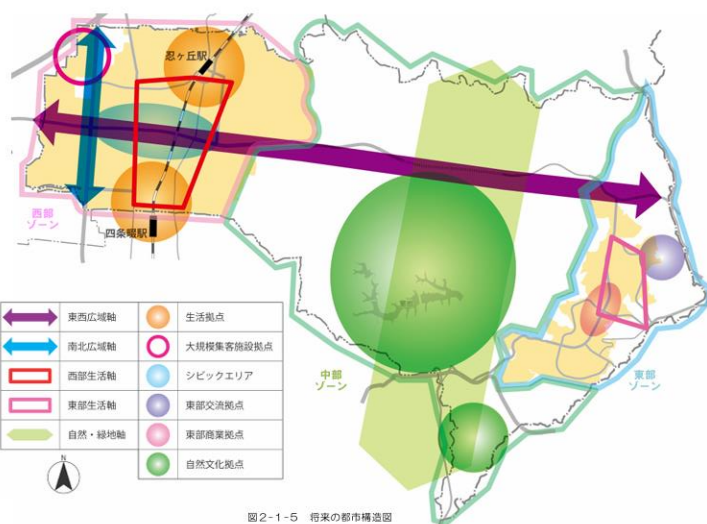 忍ヶ丘駅
西部
ゾーン
四条畷駅
東西広域軸
南北広域軸
西部生活軸
東部生活軸
自然・緑地軸
生活拠点
大規模集客施設拠点
シビックエリア
東部交流拠点
東部商業拠点
自然文化拠点
中部
ゾーン
東部
ゾーン
N
図2-1-5 将来の都市構造図